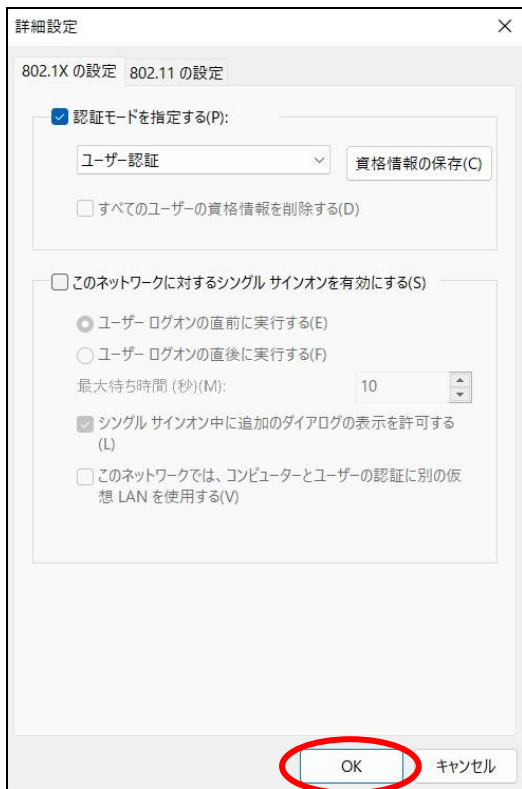 詳細設定
802.1X の設定 802.11 の設定
認証モードを指定する(P):
ユーザー認証 資格情報の保存(C)
すべてのユーザーの資格情報を削除する(D)
このネットワークに対するシングル サインオンを有効にする(S)
ユーザー ログオンの直前に実行する(E)
ユーザー ログオンの直後に実行する(F)
最大待ち時間 (秒)(M): 10
シングル サインオン中に追加のダイアログの表示を許可する
(L)
このネットワークでは、コンピューターとユーザーの認証に別の仮
想 LAN を使用する(V)
OK キャンセル